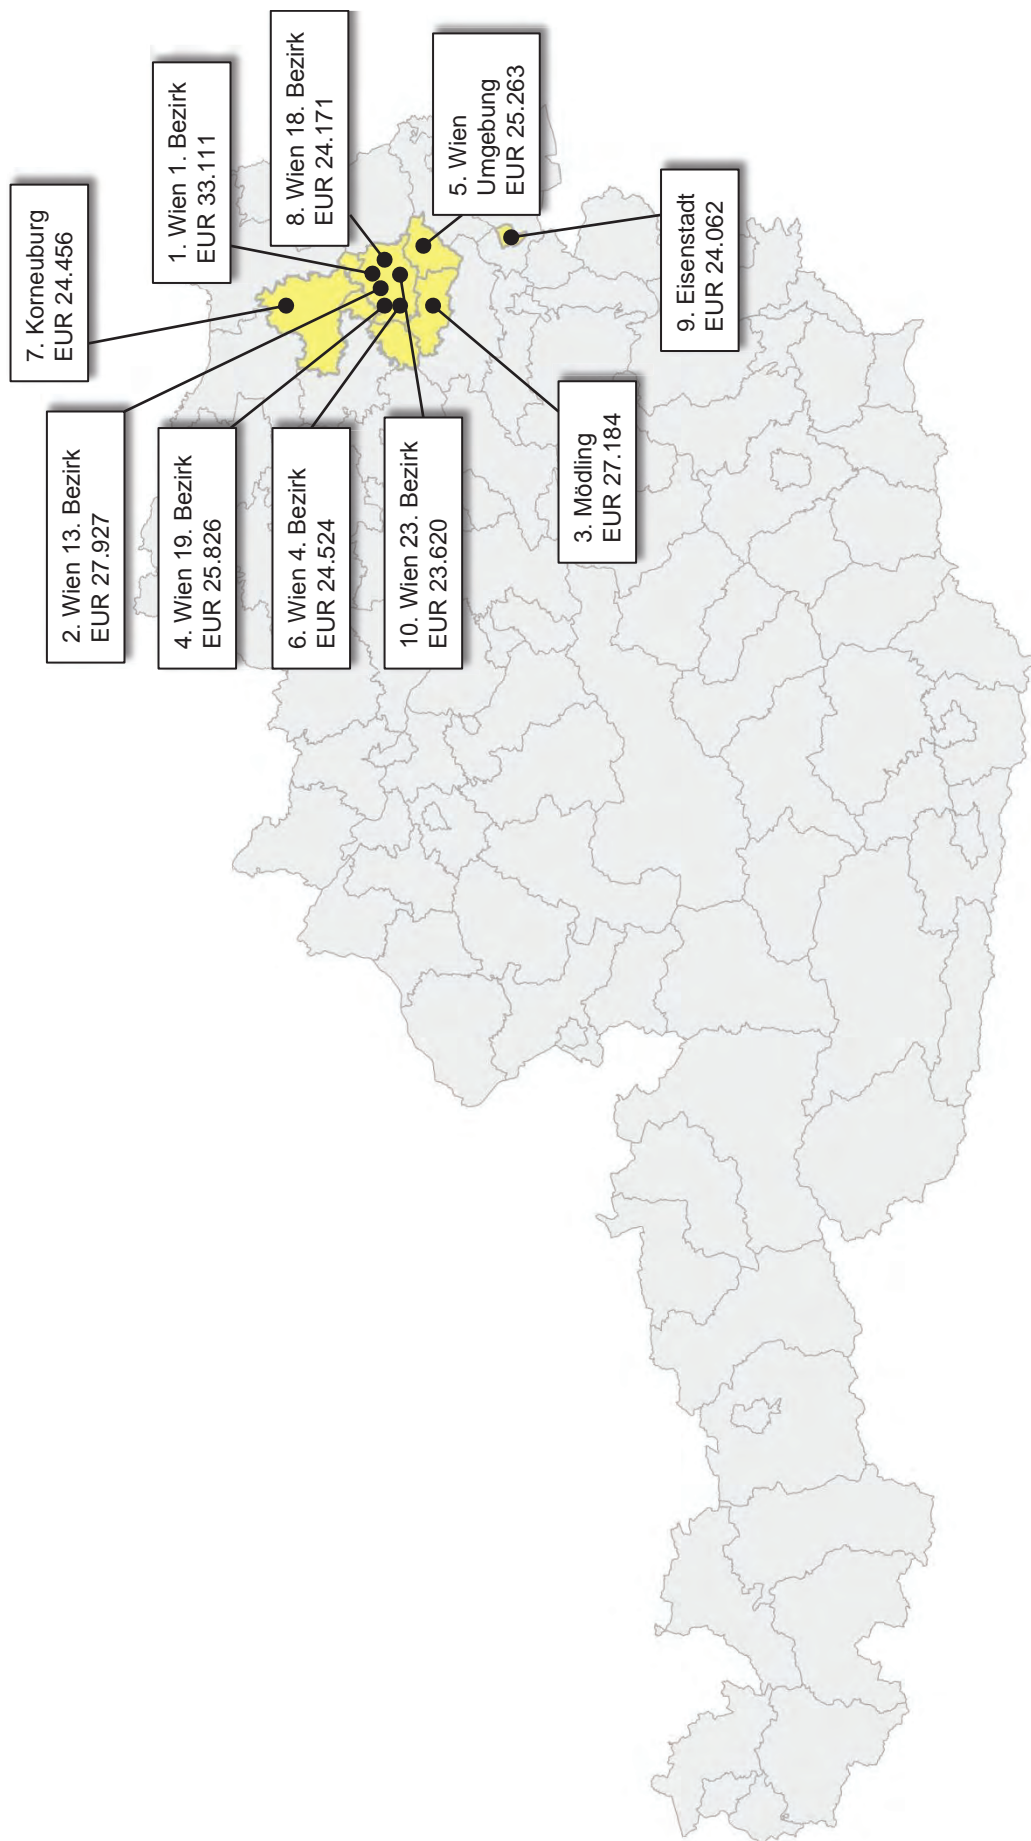 7. Korneuburg
EUR 24.456
1. Wien 1. Bezirk
EUR 33.111
8. Wien 18. Bezirk
EUR 24.171
5. Wien
Umgebung
EUR 25.263
9. Eisenstadt
EUR 24.062
2. Wien 13. Bezirk
EUR 27.927
4. Wien 19. Bezirk
EUR 25.826
6. Wien 4. Bezirk
EUR 24.524
10. Wien 23. Bezirk
EUR 23.620
3. Mödling
EUR 27.184